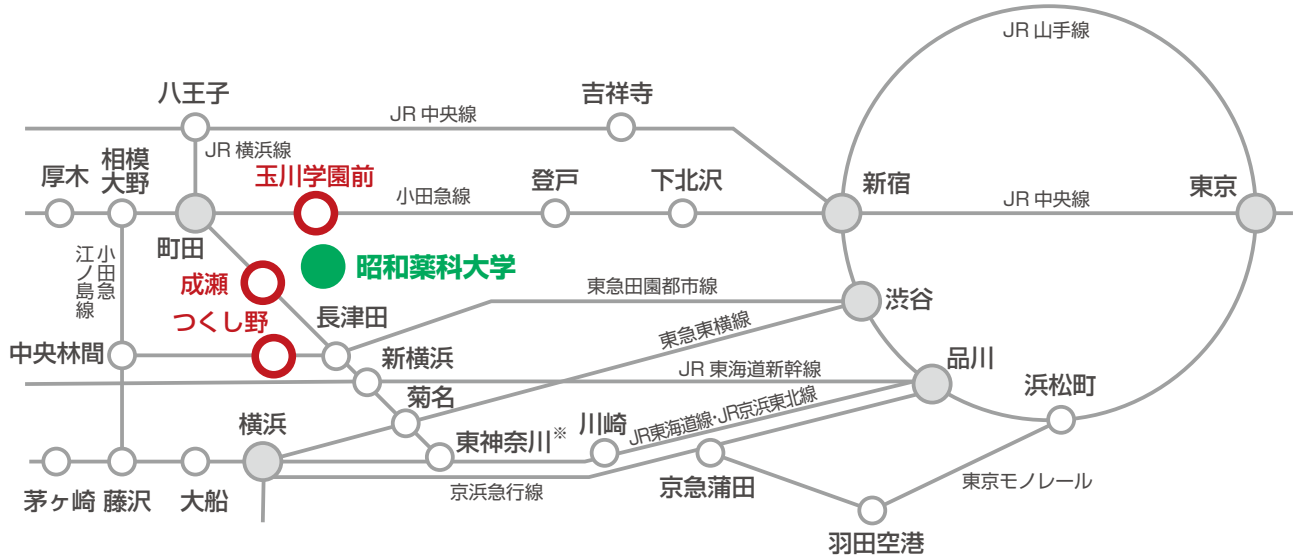 JR 山手線
八王子
吉祥寺
JR 中央線
JR 横浜線
厚木
相模
大野
玉川学園前
小田急線
登戸
下北沢
新宿
JR 中央線
東京
町田
小田急
江ノ島線
成瀬
昭和薬科大学
東急田園都市線
渋谷
つくし野
長津田
東急東横線
中央林間
新横浜
JR 東海道新幹線
品川
浜松町
菊名
横浜
東神奈川※
川崎
JR東海道線・JR京浜東北線
茅ヶ崎
藤沢
大船
京浜急行線
京急蒲田
東京モノレール
羽田空港